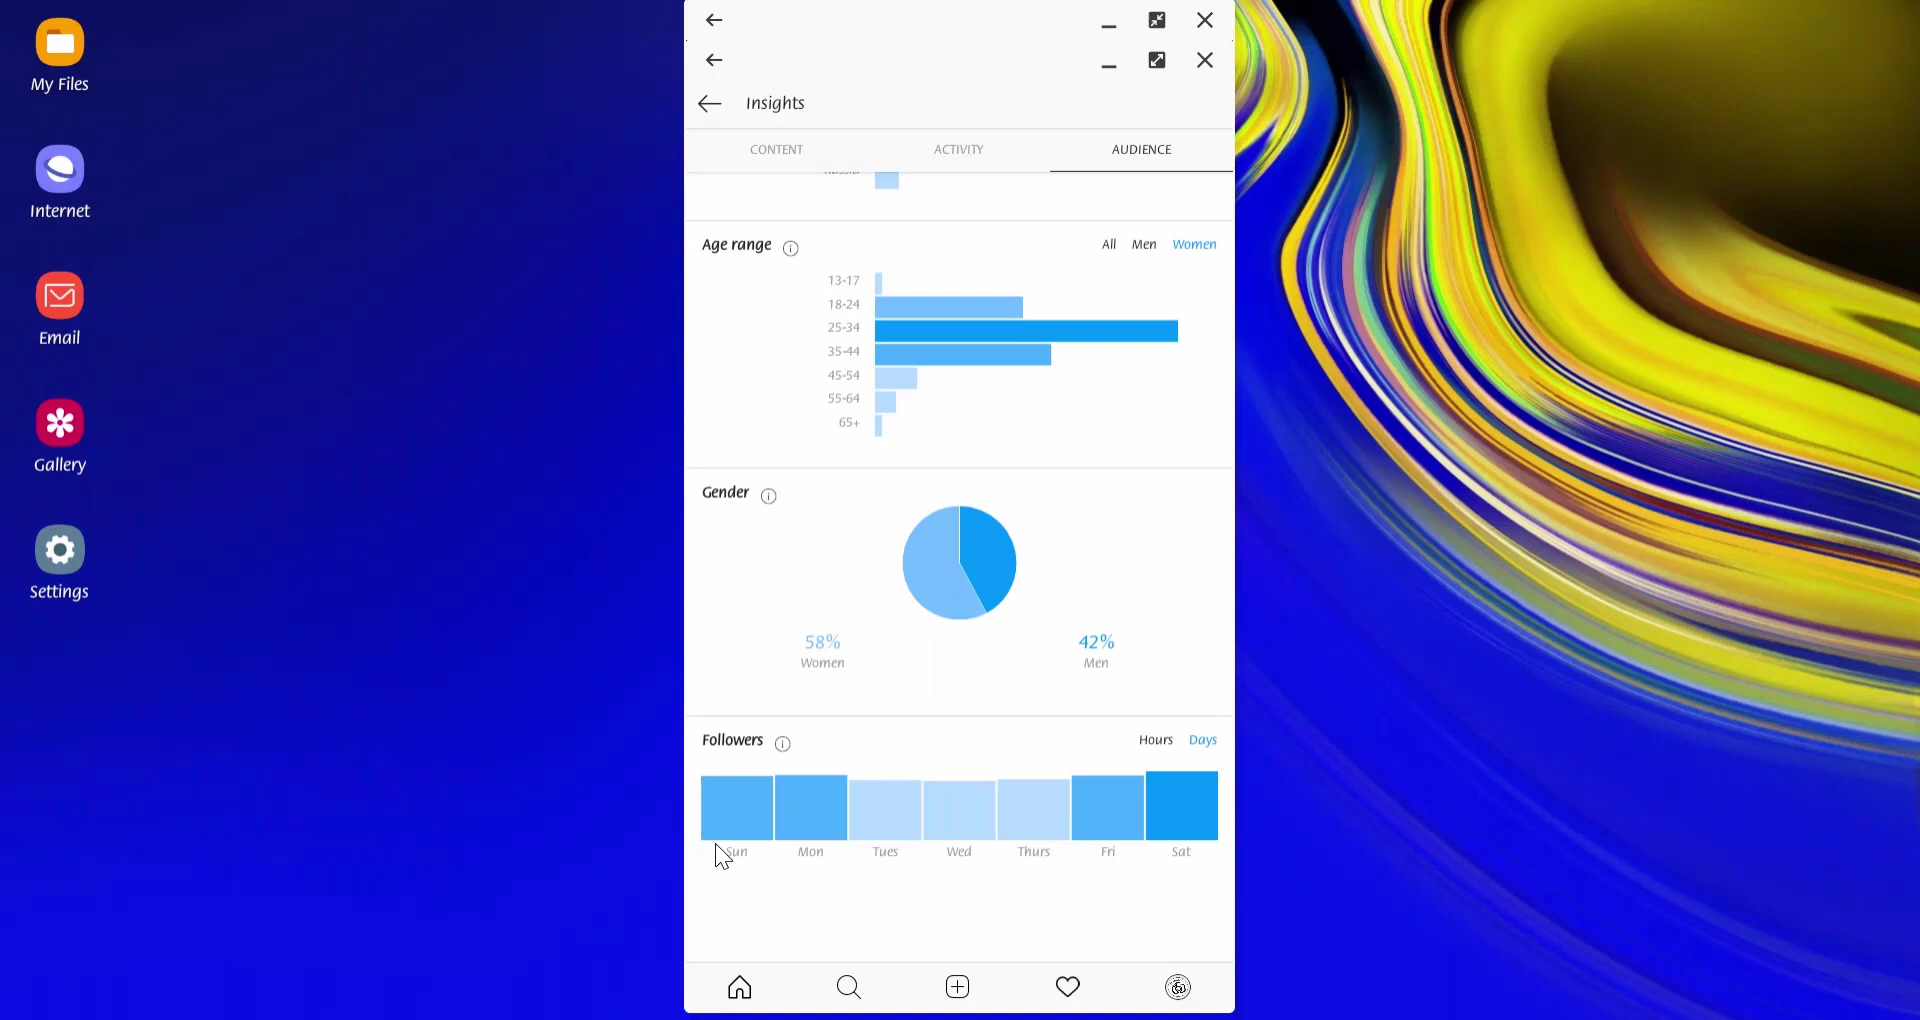 My Files
Internet
Email
Gallery
Settings
Insights
CONTENT ACTIVITY AUDIENCE
Age range All Men Women
13-17
18-24
25-34
35-44
45-54
55-64
65+
Gender
58% 42%
Women Men
Followers Hours Days
Sun Mon Tues Wed Thurs Fri Sat